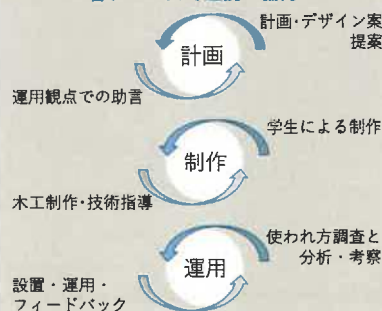 計画･デザイン案
提案
計画
運用観点での助言
学生による制作
制作
木工制作･技術指導
使われ方調査と
分析・考察
運用
設置・運用・
フィードバック